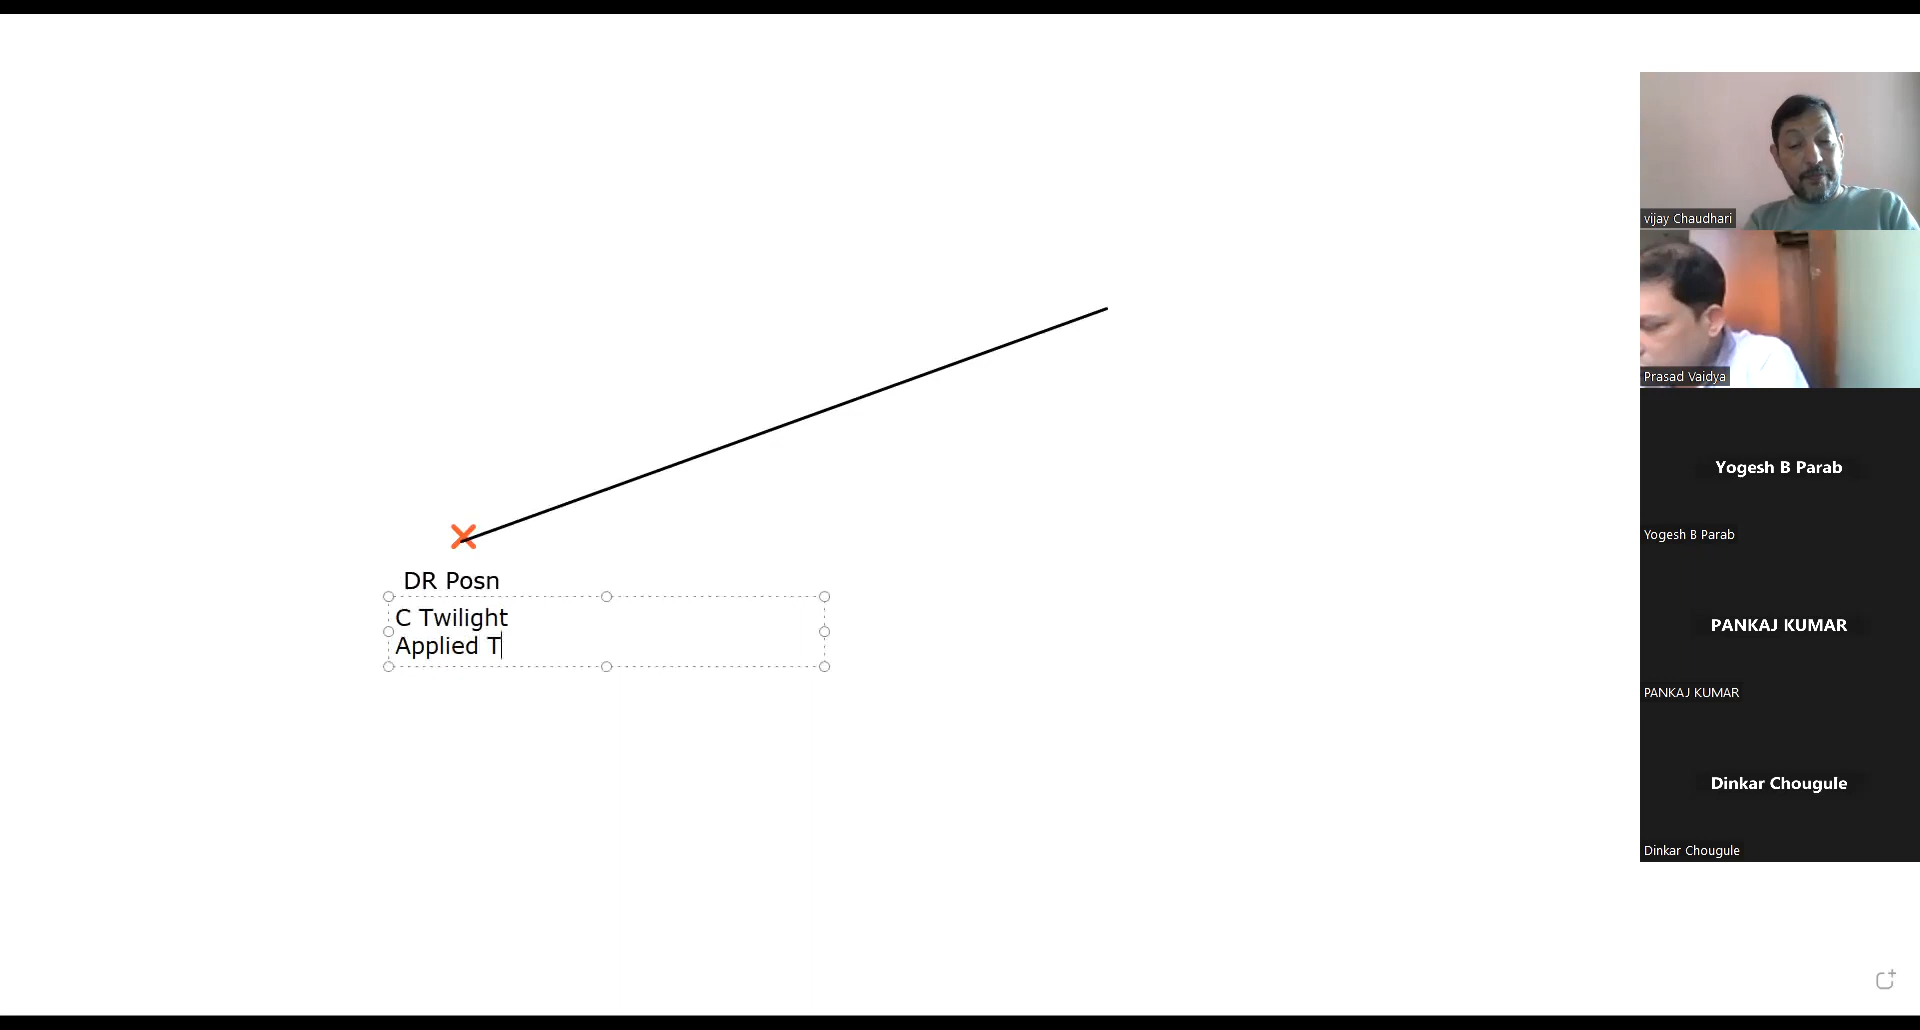 DR Posn
C Twilight
Applied T
vijay Chaudhari
Prasad Vaidya
Yogesh B Parab
Yogesh B Parab
PANKAJ KUMAR
PANKAJ KUMAR
Dinkar Chougule
Dinkar Chougule